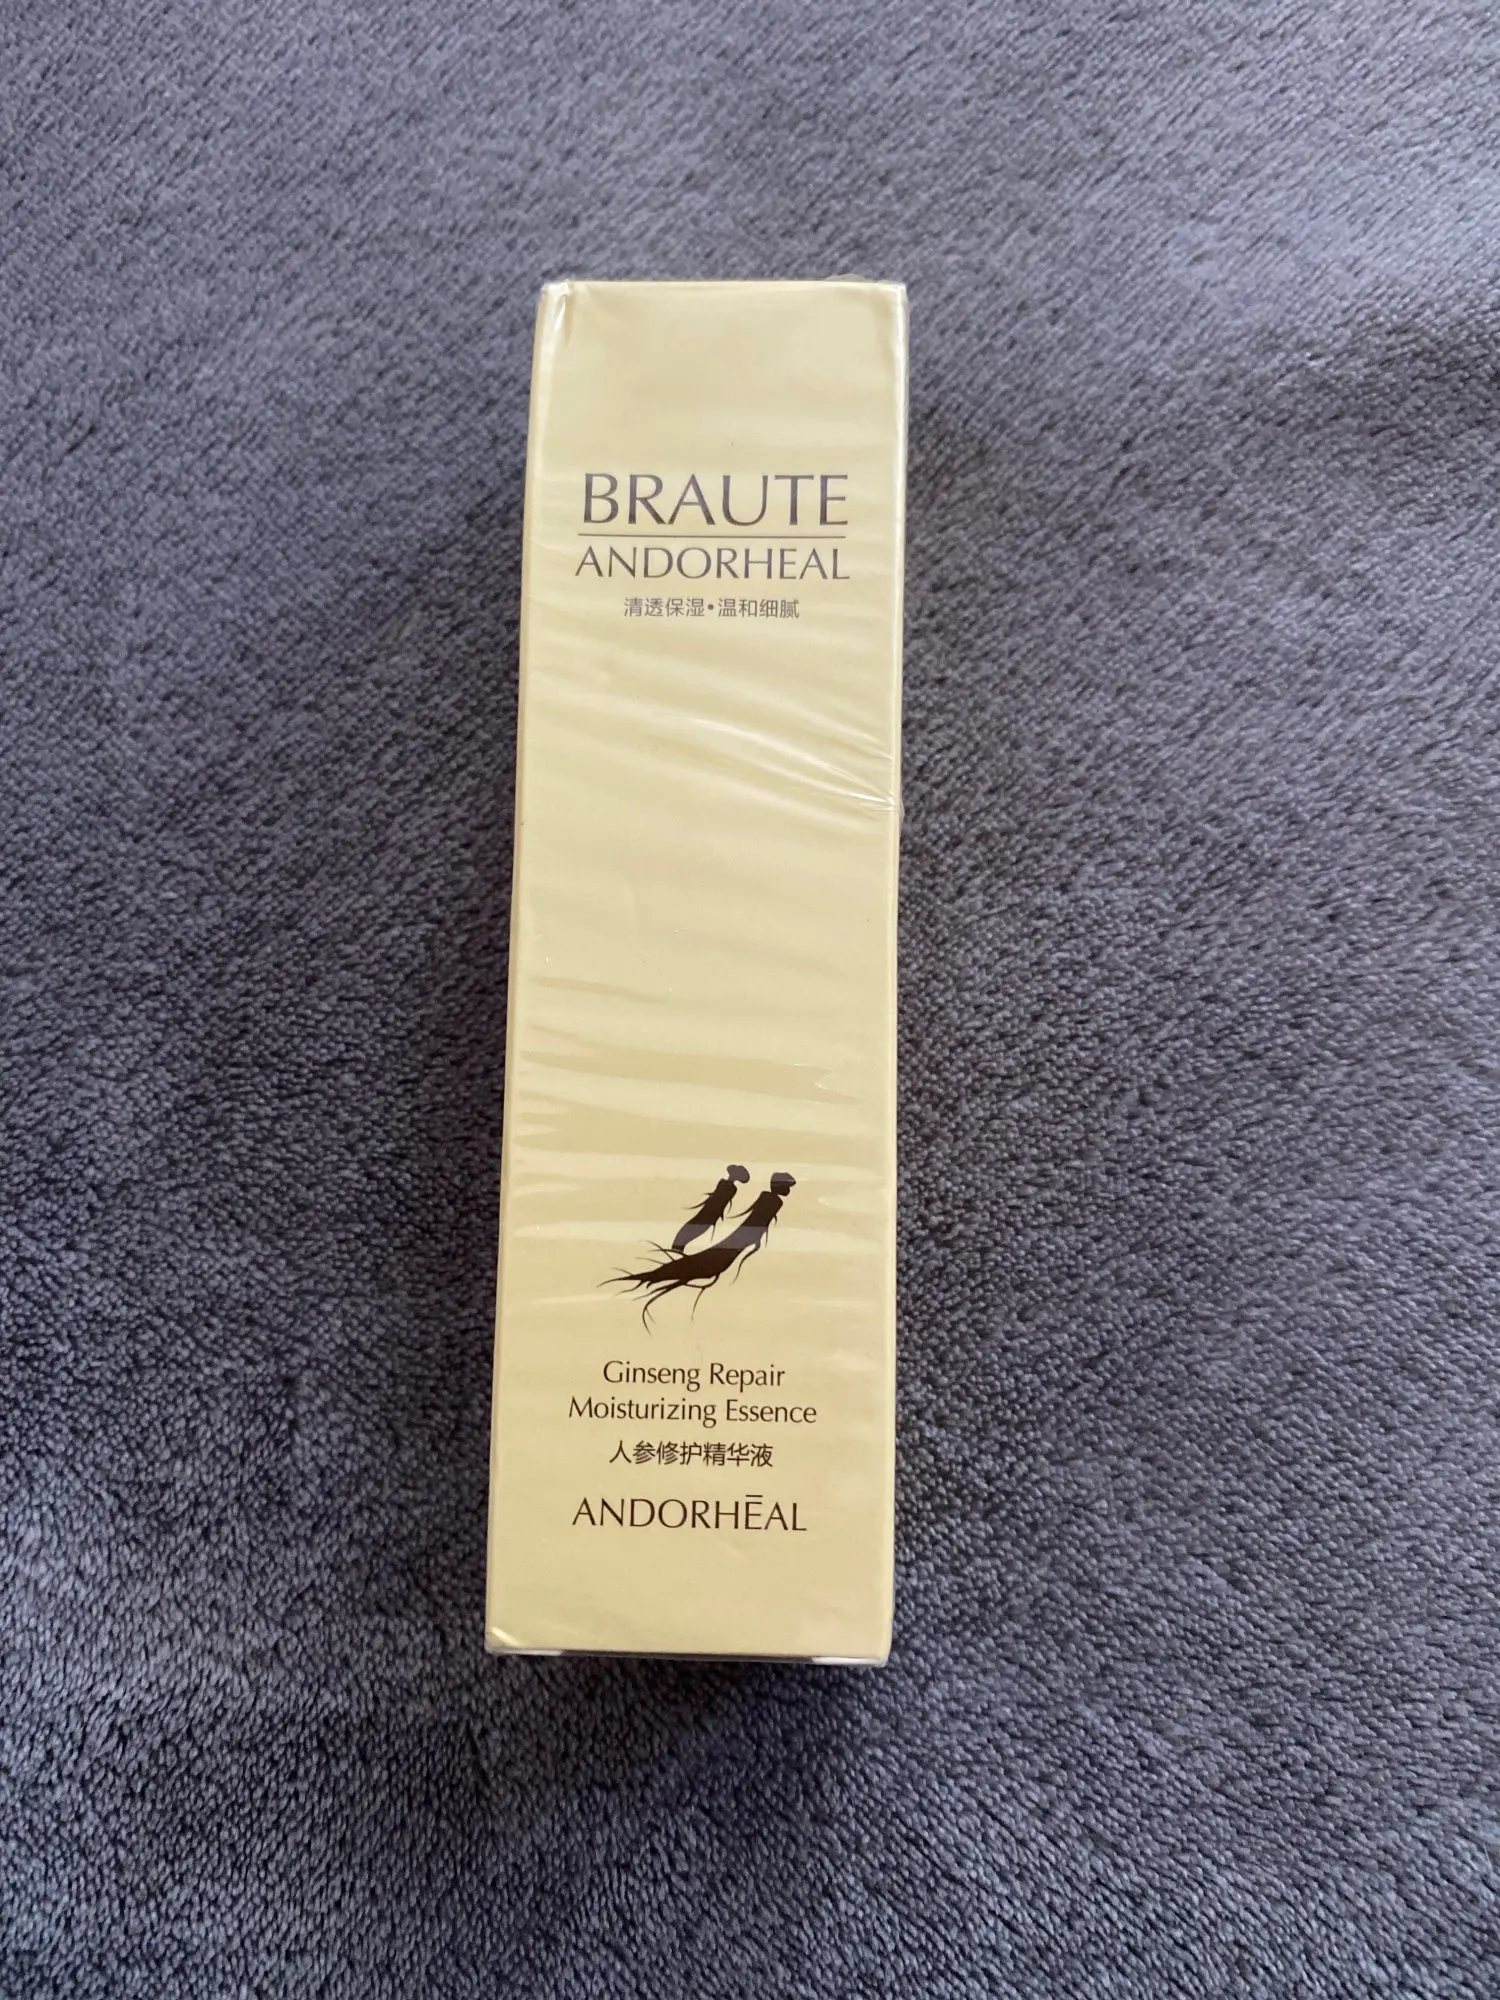 BRAUTE
ANDORHEAL
清透保湿•温和细腻
Ginseng Repair
Moisturizing Essence
人参修护精华液
ANDORHĒAL